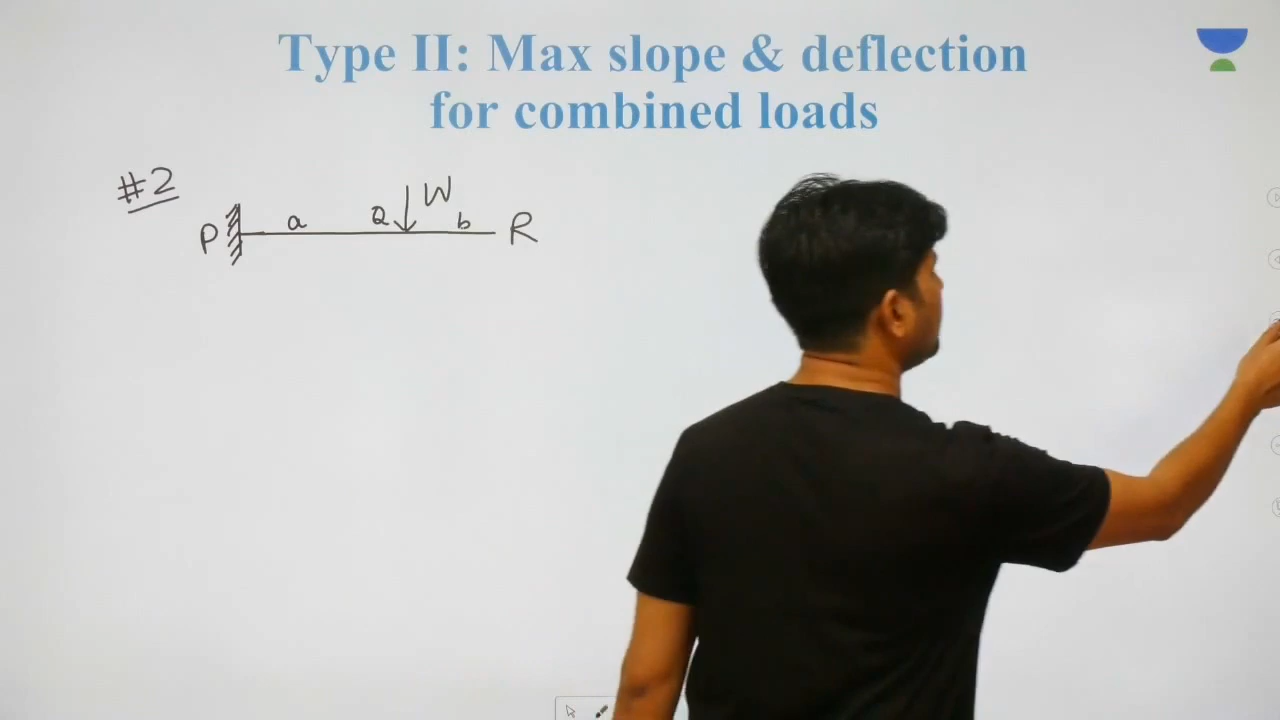 Type II: Max slope & deflection
for combined loads
#2
W
P a Q b R